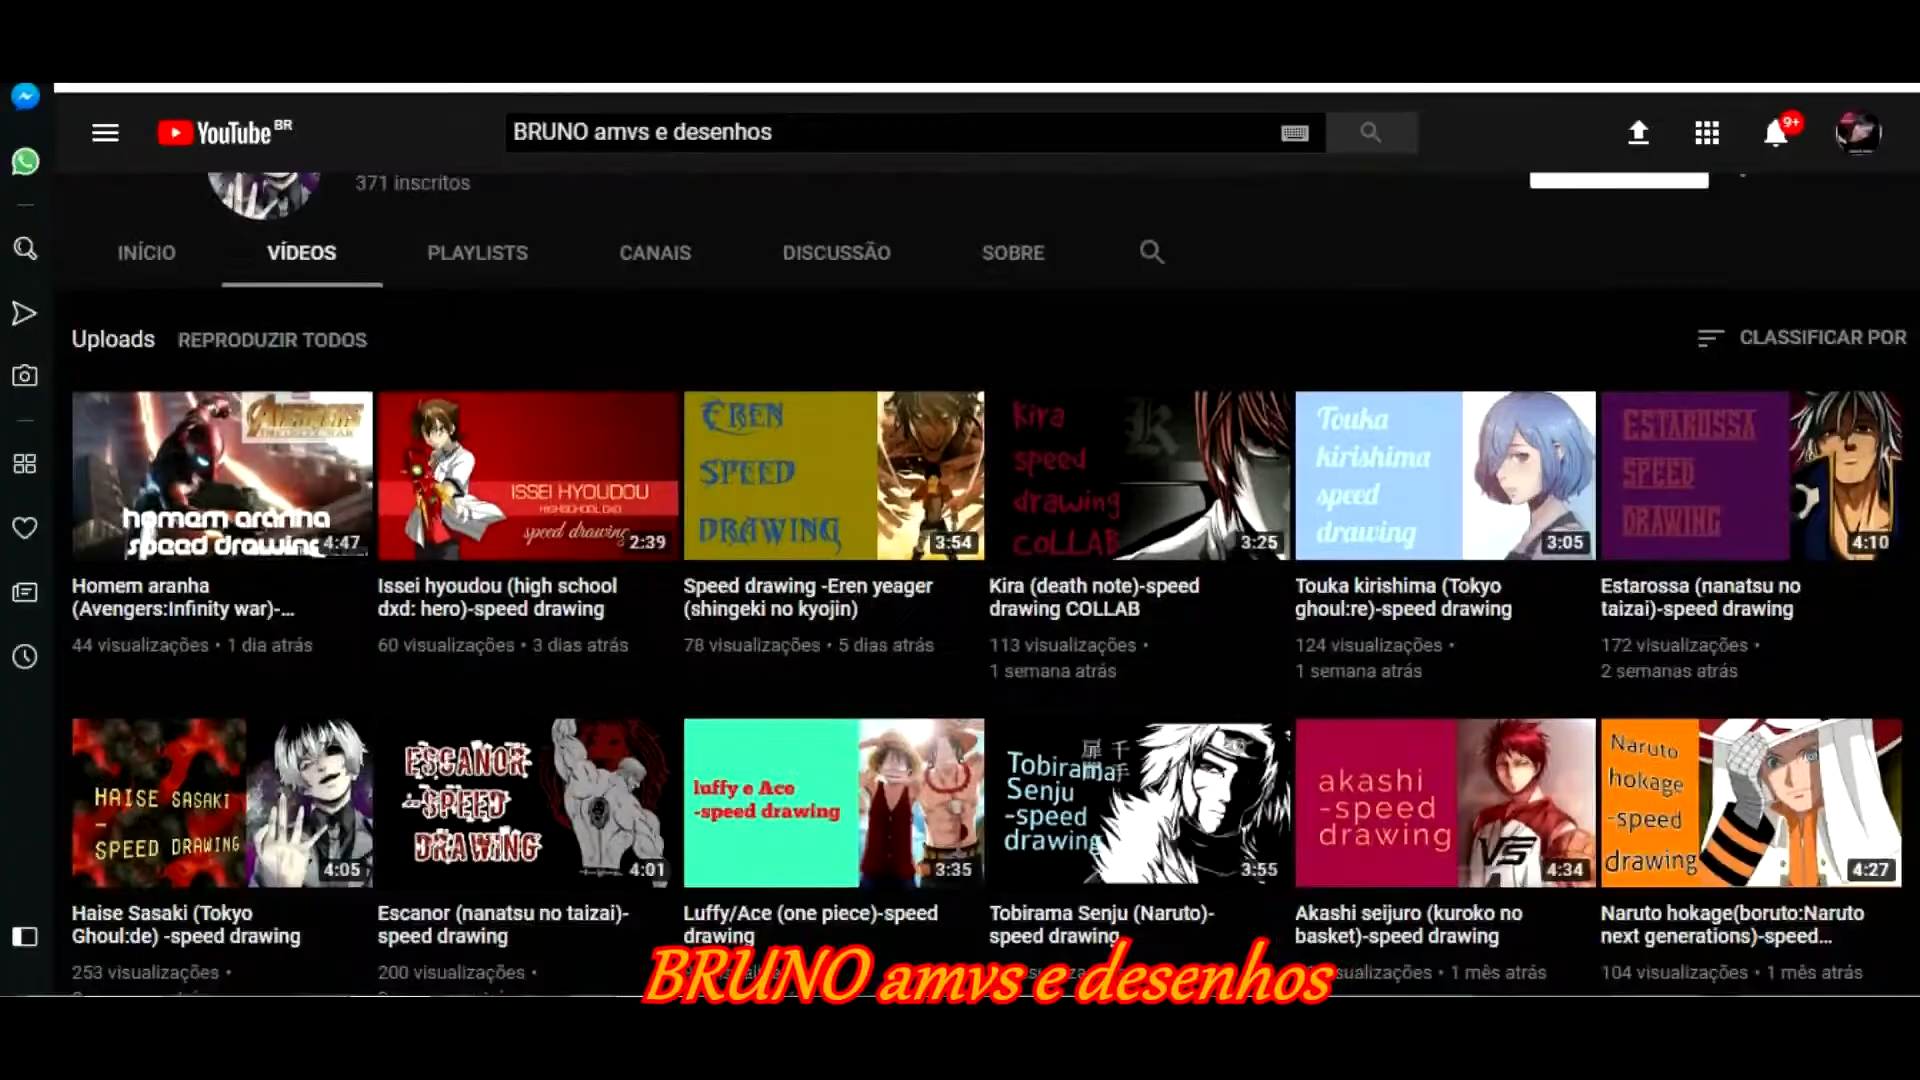 YouTube BR
BRUNO amvs e desenhos
9+
371 inscritos
INÍCIO
VÍDEOS
PLAYLISTS
CANAIS
DISCUSSÃO
SOBRE
Uploads
REPRODUZIR TODOS
CLASSIFICAR POR
AVENGERS
INFINITY WAR
homem aranha
speed drawing
4:47
ISSEI HYOUDOU
HIGHSCHOOL DXD
speed drawing
2:39
EREN
SPEED
DRAWING
3:54
Kira
speed
drawing
COLLAB
3:25
Touka
kirishima
speed
drawing
3:05
ESTAROSSA
SPEED
DRAWING
4:10
Homem aranha
(Avengers:Infinity war)-...
44 visualizações • 1 dia atrás
Issei hyoudou (high school
dxd: hero)-speed drawing
60 visualizações • 3 dias atrás
Speed drawing -Eren yeager
(shingeki no kyojin)
78 visualizações • 5 dias atrás
Kira (death note)-speed
drawing COLLAB
113 visualizações •
1 semana atrás
Touka kirishima (Tokyo
ghoul:re)-speed drawing
124 visualizações •
1 semana atrás
Estarossa (nanatsu no
taizai)-speed drawing
172 visualizações •
2 semanas atrás
HAISE SASAKI
-
SPEED DRAWING
4:05
ESCANOR
-SPEED
DRAWING
4:01
luffy e Ace
-speed drawing
3:35
扉 千
間 手
Tobirama
Senju
-speed
drawing
3:55
akashi
-speed
drawing
VS
4:34
Naruto
hokage
-speed
drawing
4:27
Haise Sasaki (Tokyo
Ghoul:de) -speed drawing
253 visualizações •
Escanor (nanatsu no taizai)-
speed drawing
200 visualizações •
Luffy/Ace (one piece)-speed
drawing
Tobirama Senju (Naruto)-
speed drawing
Akashi seijuro (kuroko no
basket)-speed drawing
visualizações • 1 mês atrás
Naruto hokage(boruto:Naruto
next generations)-speed...
104 visualizações • 1 mês atrás
BRUNO amvs e desenhos